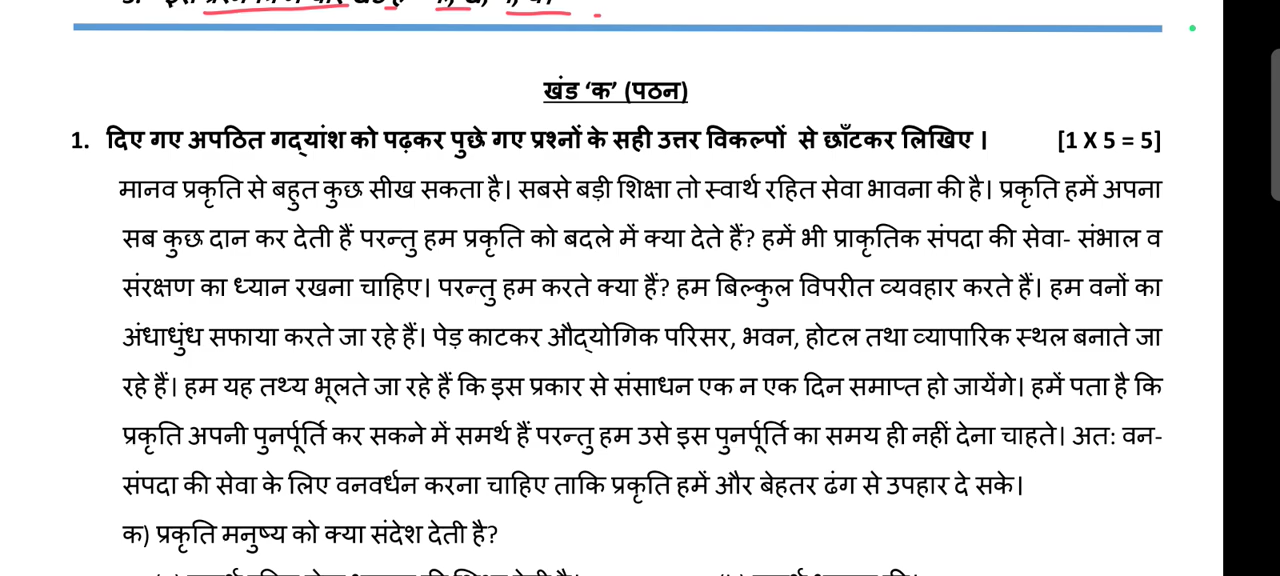 खंड ‘क’ (पठन)
1. दिए गए अपठित गद्यांश को पढ़कर पुछे गए प्रश्नों के सही उत्तर विकल्पों से छाँटकर लिखिए । [1 X 5 = 5]
मानव प्रकृति से बहुत कुछ सीख सकता है। सबसे बड़ी शिक्षा तो स्वार्थ रहित सेवा भावना की है। प्रकृति हमें अपना
सब कुछ दान कर देती हैं परन्तु हम प्रकृति को बदले में क्या देते हैं? हमें भी प्राकृतिक संपदा की सेवा- संभाल व
संरक्षण का ध्यान रखना चाहिए। परन्तु हम करते क्या हैं? हम बिल्कुल विपरीत व्यवहार करते हैं। हम वनों का
अंधाधुंध सफाया करते जा रहे हैं। पेड़ काटकर औद्योगिक परिसर, भवन, होटल तथा व्यापारिक स्थल बनाते जा
रहे हैं। हम यह तथ्य भूलते जा रहे हैं कि इस प्रकार से संसाधन एक न एक दिन समाप्त हो जायेंगे। हमें पता है कि
प्रकृति अपनी पुनर्पूर्ति कर सकने में समर्थ हैं परन्तु हम उसे इस पुनर्पूर्ति का समय ही नहीं देना चाहते। अत: वन-
संपदा की सेवा के लिए वनवर्धन करना चाहिए ताकि प्रकृति हमें और बेहतर ढंग से उपहार दे सके।
क) प्रकृति मनुष्य को क्या संदेश देती है?